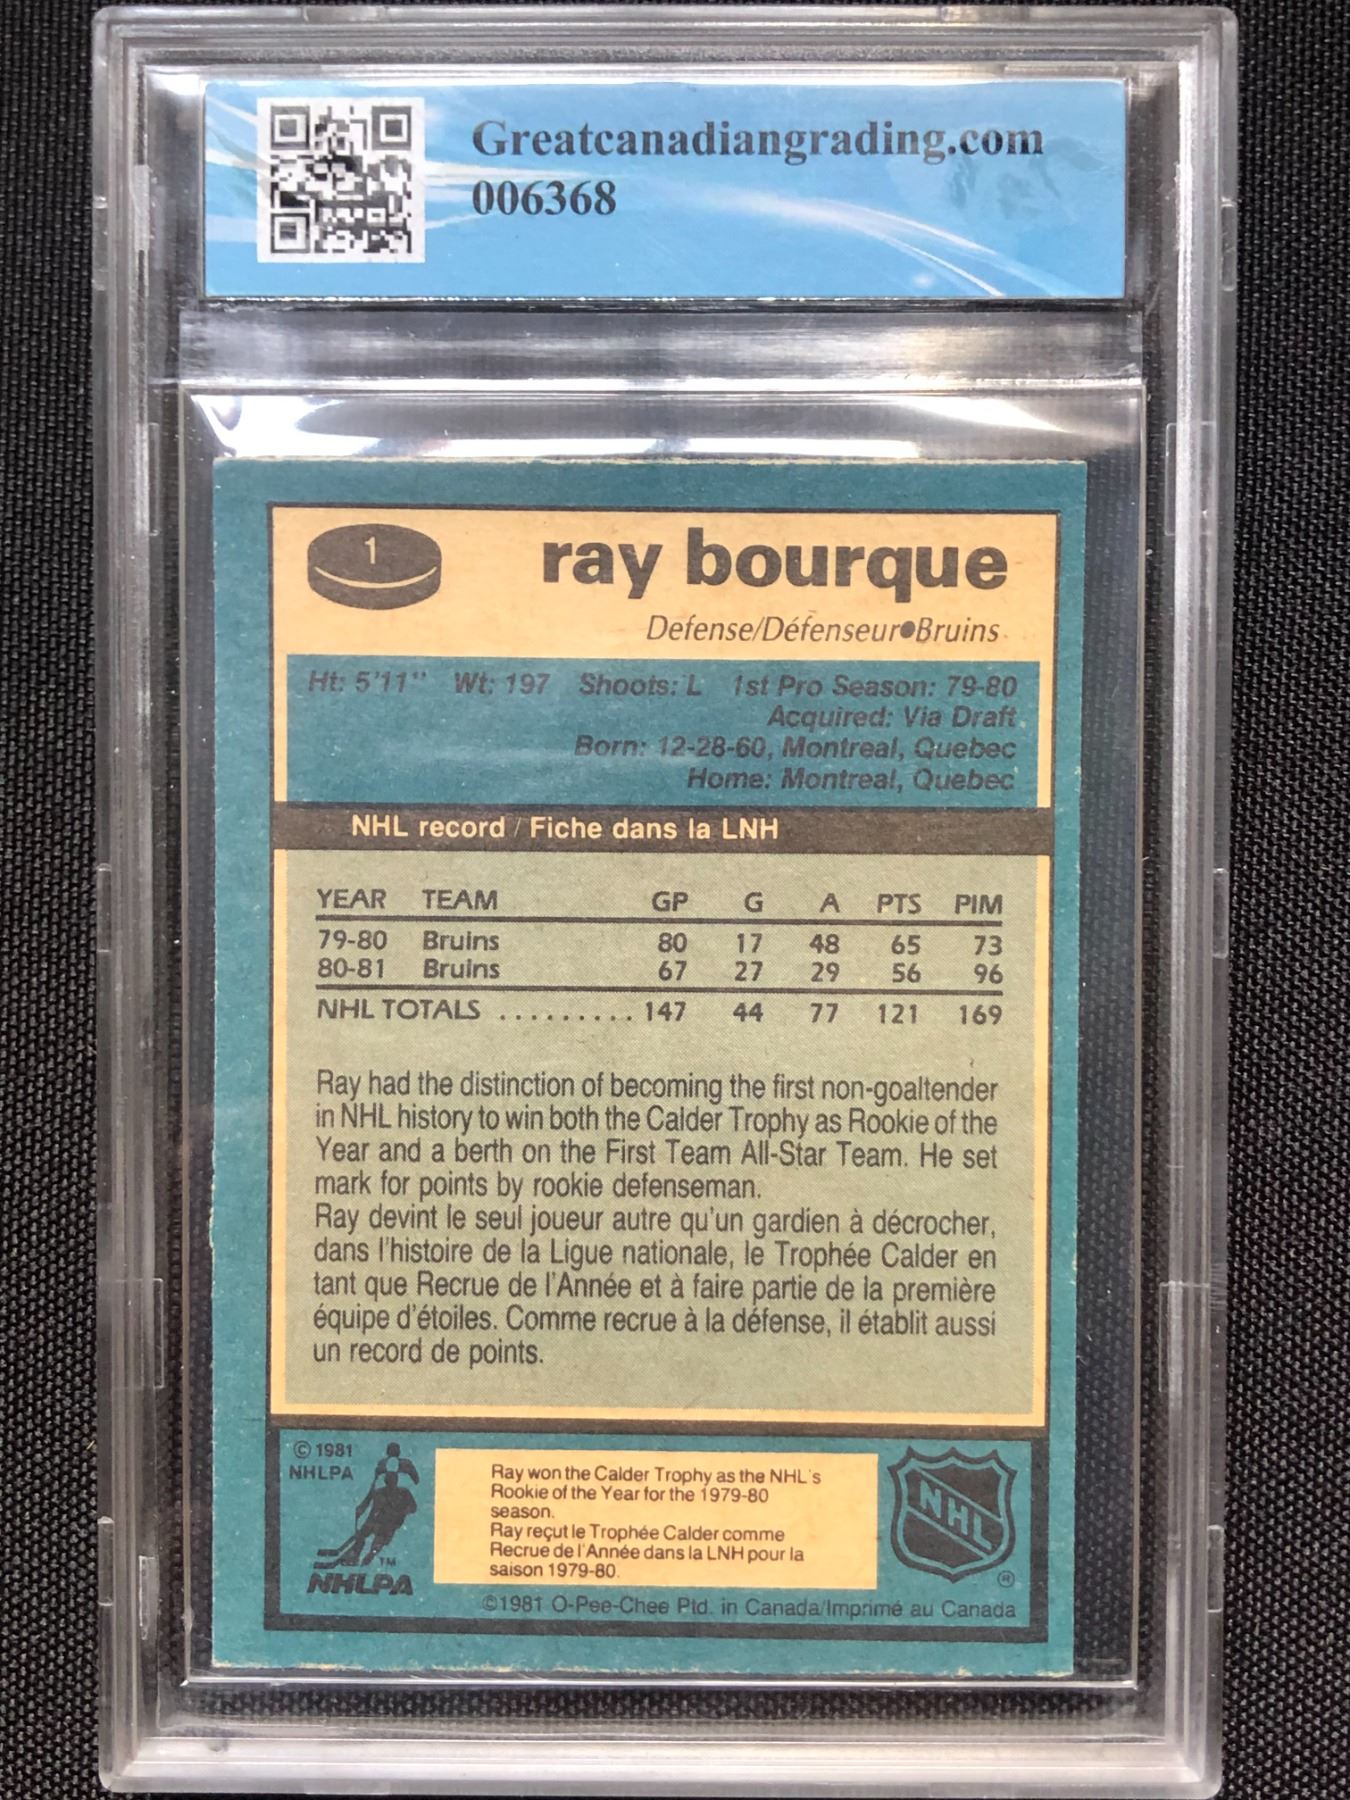 Greatcanadiangrading.com
006368
1
ray bourque
Defense/Défenseur•Bruins
Ht: 5'11" Wt: 197 Shoots: L 1st Pro Season: 79-80
Acquired: Via Draft
Born: 12-28-60, Montreal, Quebec
Home: Montreal, Quebec
NHL record / Fiche dans la LNH
YEAR TEAM GP G A PTS PIM
79-80 Bruins 80 17 48 65 73
80-81 Bruins 67 27 29 56 96
NHL TOTALS ......... 147 44 77 121 169
Ray had the distinction of becoming the first non-goaltender
in NHL history to win both the Calder Trophy as Rookie of the
Year and a berth on the First Team All-Star Team. He set
mark for points by rookie defenseman.
Ray devint le seul joueur autre qu'un gardien à décrocher,
dans l'histoire de la Ligue nationale, le Trophée Calder en
tant que Recrue de l'Année et à faire partie de la première
équipe d'étoiles. Comme recrue à la défense, il établit aussi
un record de points.
© 1981
NHLPA
TM
NHLPA
Ray won the Calder Trophy as the NHL's
Rookie of the Year for the 1979-80
season.
Ray reçut le Trophée Calder comme
Recrue de l'Année dans la LNH pour la
saison 1979-80.
NHL
®
©1981 O-Pee-Chee Ptd. in Canada/Imprimé au Canada